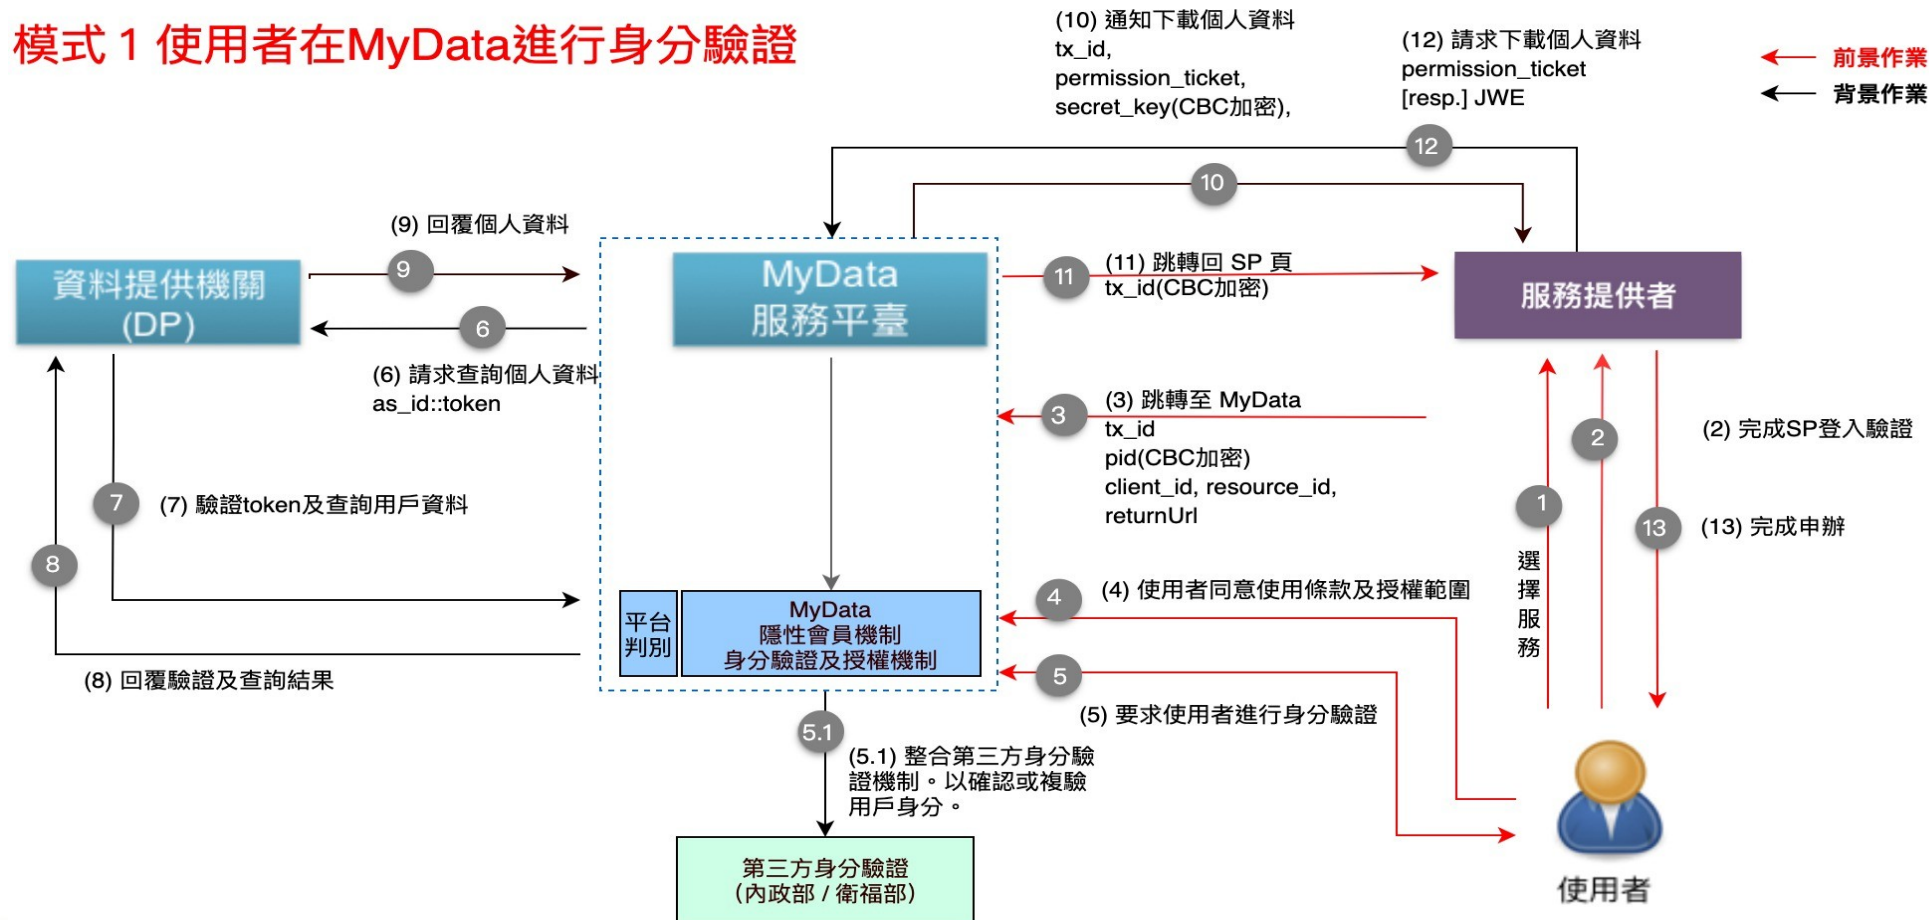 模式 1 使用者在MyData進行身分驗證
(10) 通知下載個人資料
tx_id,
permission_ticket,
secret_key(CBC加密),
(12) 請求下載個人資料
permission_ticket
[resp.] JWE
前景作業
背景作業
12
10
(9) 回覆個人資料
9
資料提供機關
(DP)
6
(6) 請求查詢個人資料
as_id::token
MyData
服務平臺
11
(11) 跳轉回 SP 頁
tx_id(CBC加密)
服務提供者
3
(3) 跳轉至 MyData
tx_id
pid(CBC加密)
client_id, resource_id,
returnUrl
2
(2) 完成SP登入驗證
1
選
擇
服
務
13
(13) 完成申辦
7
(7) 驗證token及查詢用戶資料
8
(8) 回覆驗證及查詢結果
平台
判別
MyData
隱性會員機制
身分驗證及授權機制
4
(4) 使用者同意使用條款及授權範圍
5
(5) 要求使用者進行身分驗證
5.1
(5.1) 整合第三方身分驗
證機制。以確認或複驗
用戶身分。
第三方身分驗證
(內政部 / 衛福部)
使用者